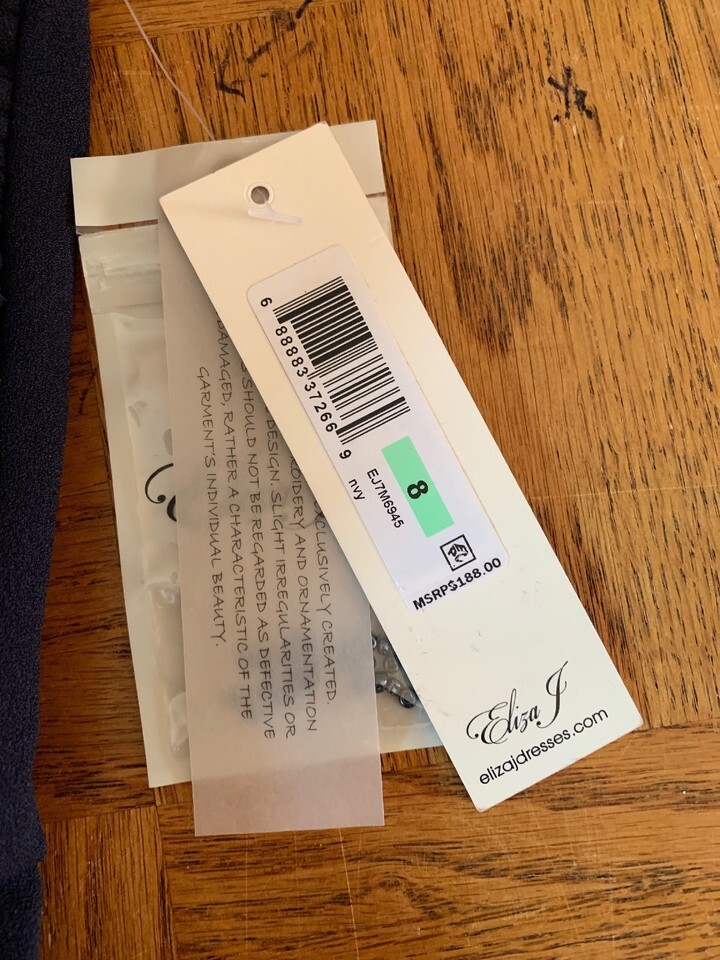 6 88883 37266 9
nvy
EJ7M6945
8
EPC
MSRP$188.00
Eliza J
elizajdresses.com
EXCLUSIVELY CREATED.
AND ORNAMENTATION
DESIGN. SLIGHT IRREGULARITIES OR
SHOULD NOT BE REGARDED AS DEFECTIVE
DAMAGED, RATHER A CHARACTERISTIC OF THE
GARMENT'S INDIVIDUAL BEAUTY.